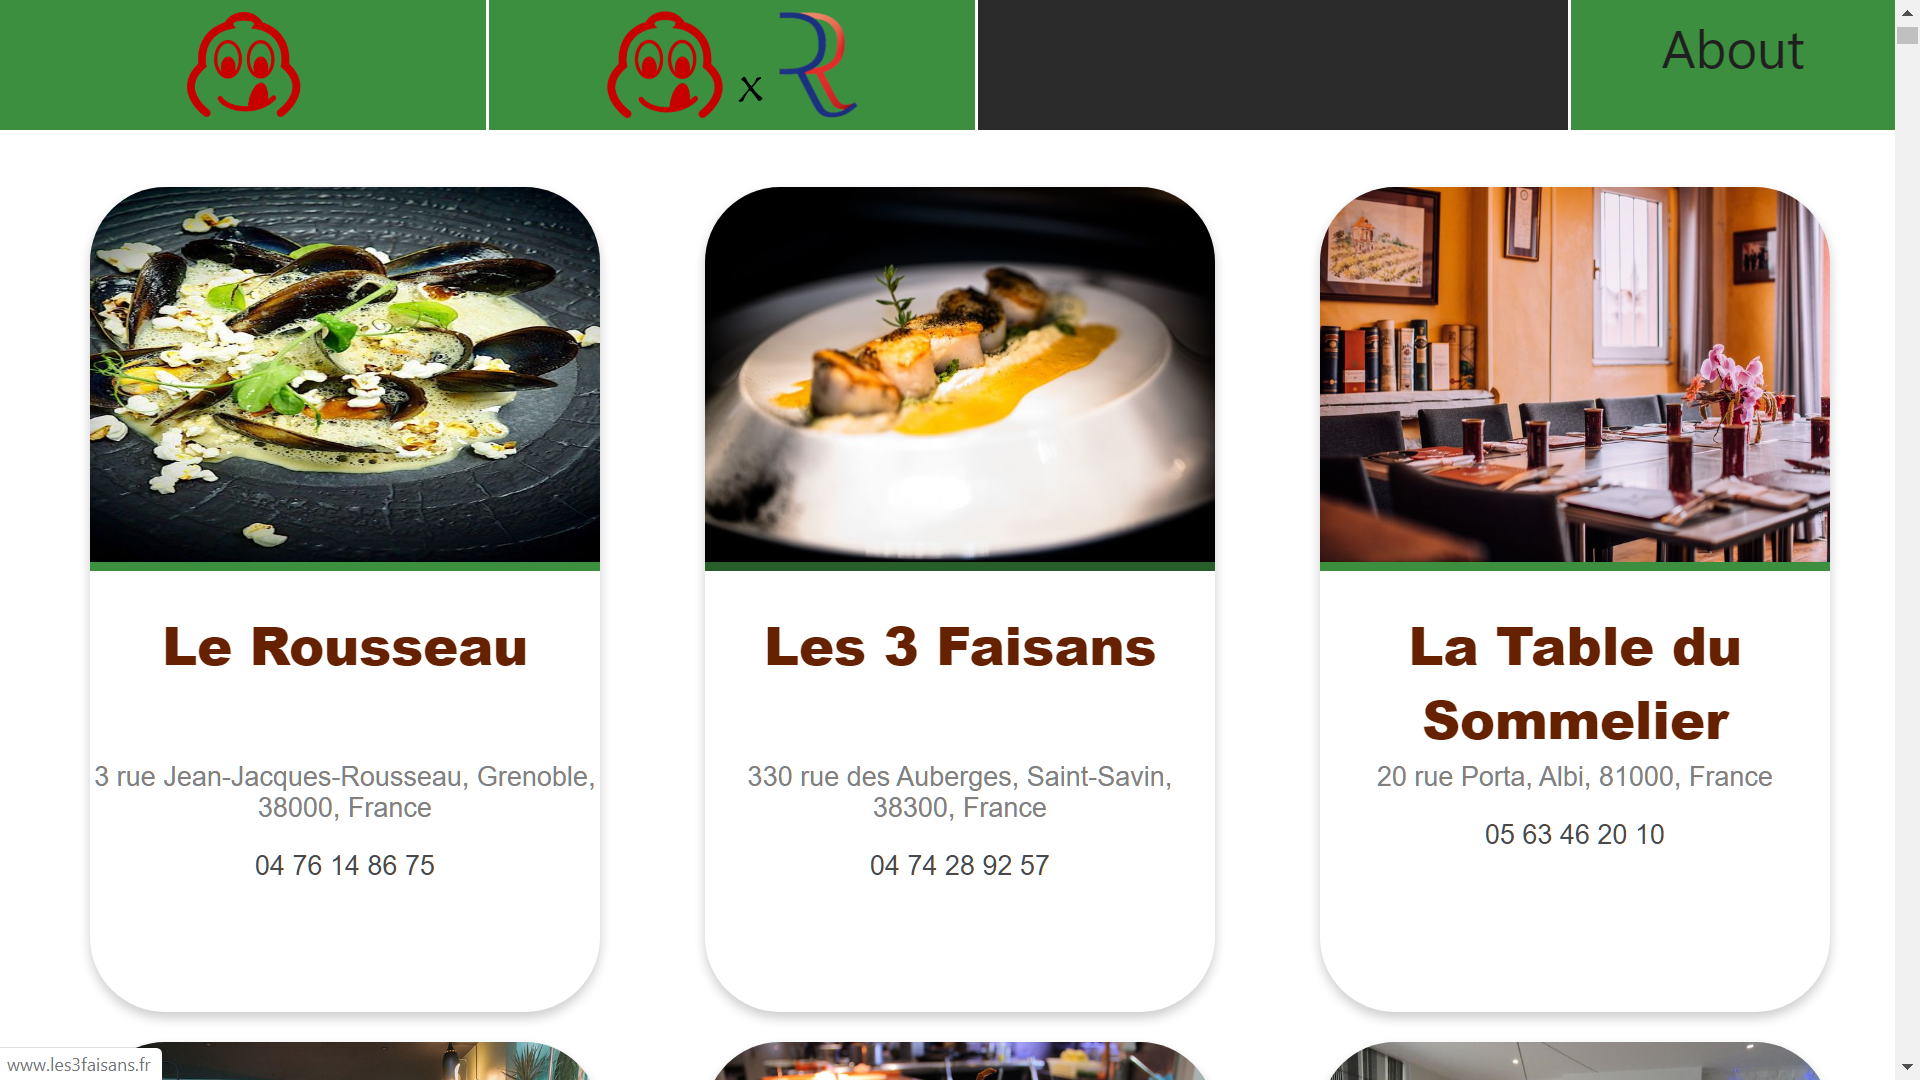 x
About
Le Rousseau
Les 3 Faisans
La Table du
Sommelier
3 rue Jean-Jacques-Rousseau, Grenoble,
38000, France
04 76 14 86 75
330 rue des Auberges, Saint-Savin,
38300, France
04 74 28 92 57
20 rue Porta, Albi, 81000, France
05 63 46 20 10
www.les3faisans.fr